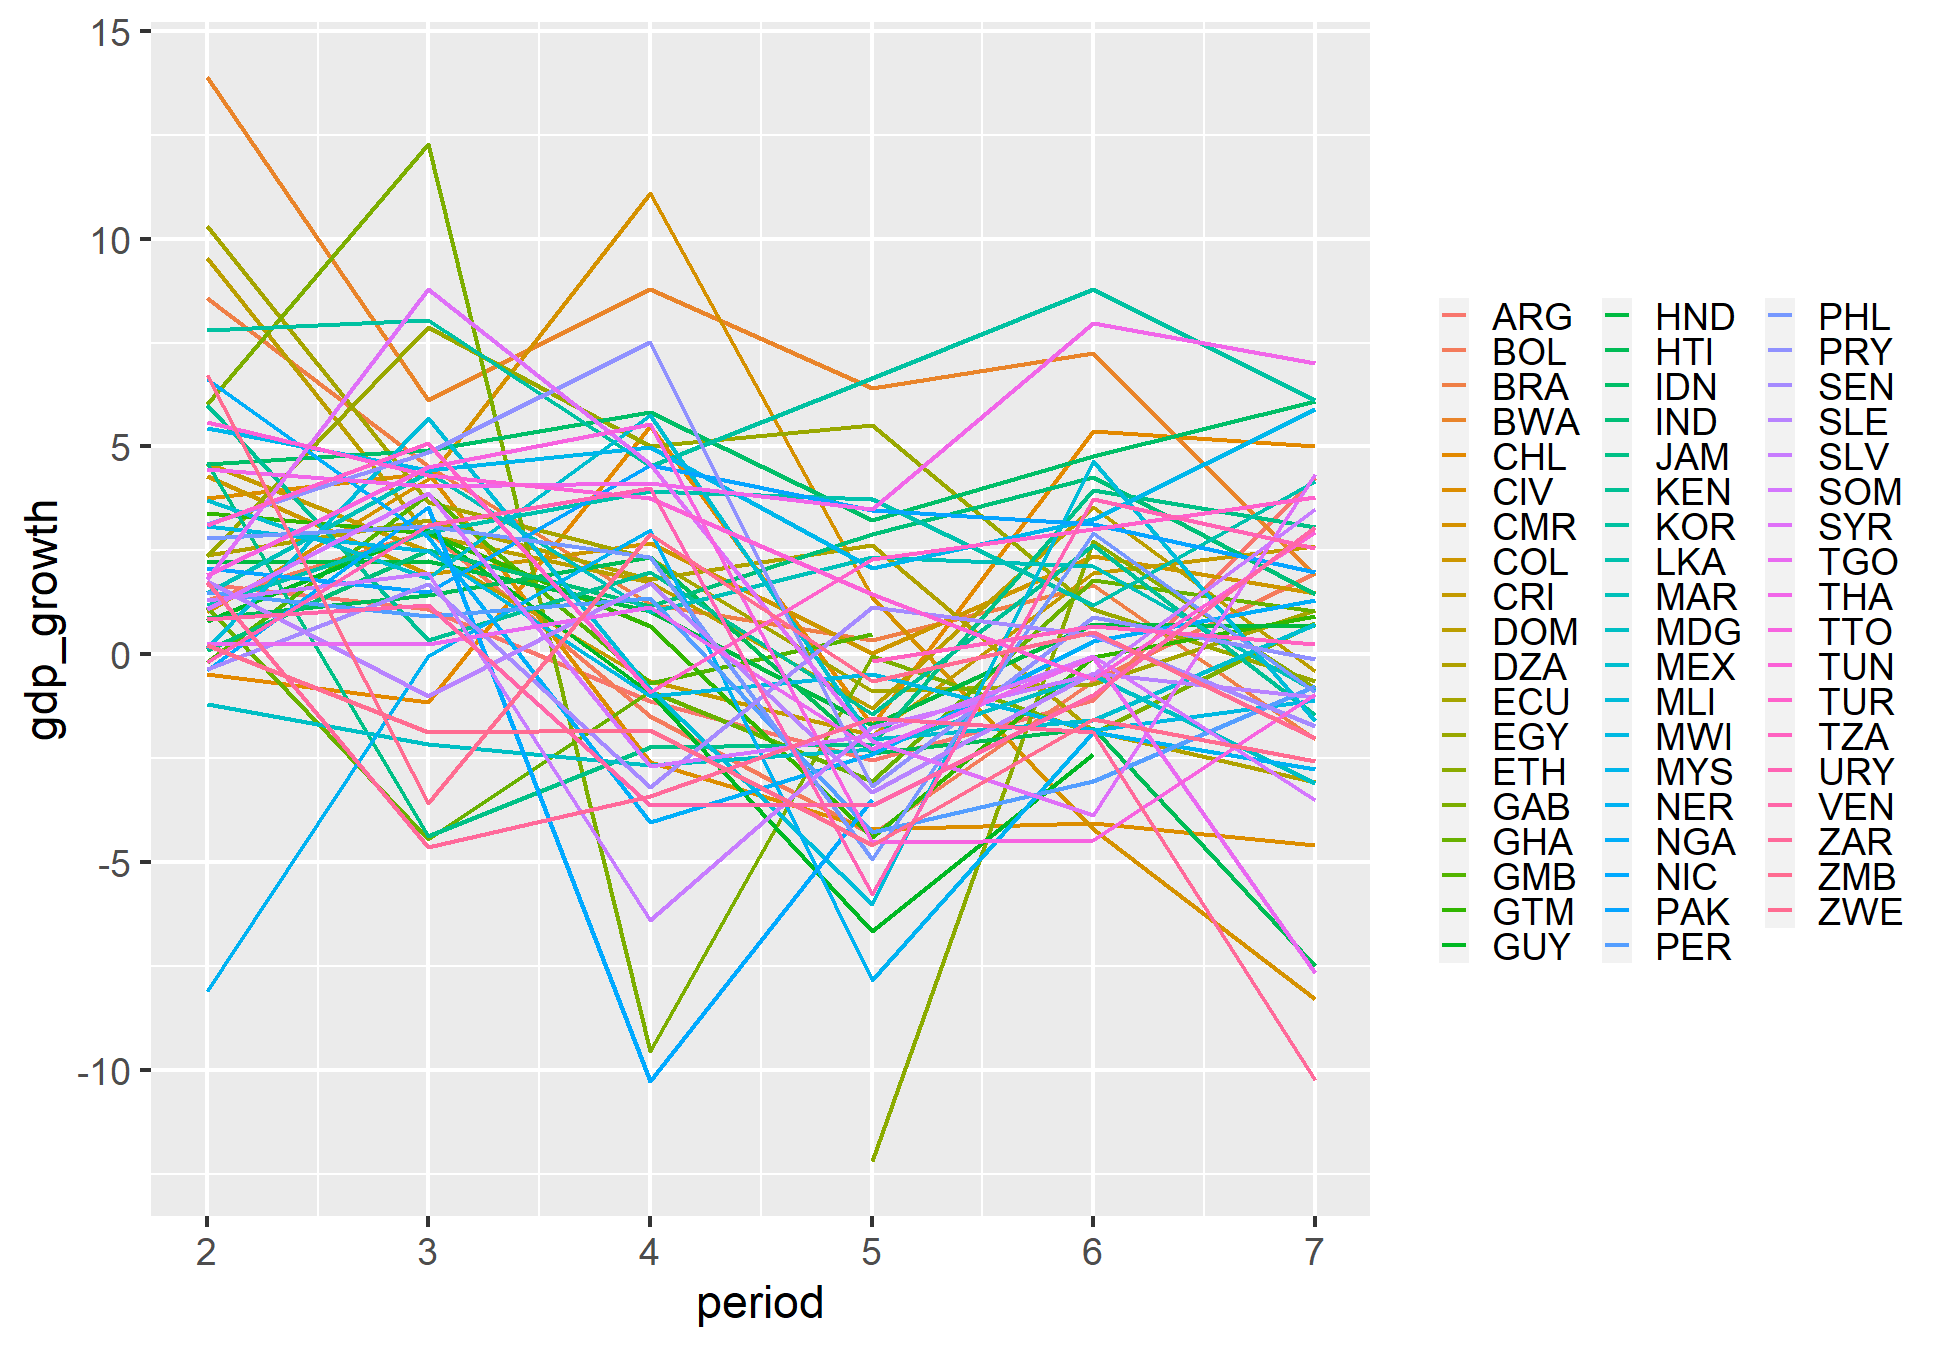 15
10
5
0
-5
-10
gdp_growth
2 3 4 5 6 7
period
ARG HND PHL
BOL HTI PRY
BRA IDN SEN
BWA IND SLE
CHL JAM SLV
CIV KEN SOM
CMR KOR SYR
COL LKA TGO
CRI MAR THA
DOM MDG TTO
DZA MEX TUN
ECU MLI TUR
EGY MWI TZA
ETH MYS URY
GAB NER VEN
GHA NGA ZAR
GMB NIC ZMB
GTM PAK ZWE
GUY PER